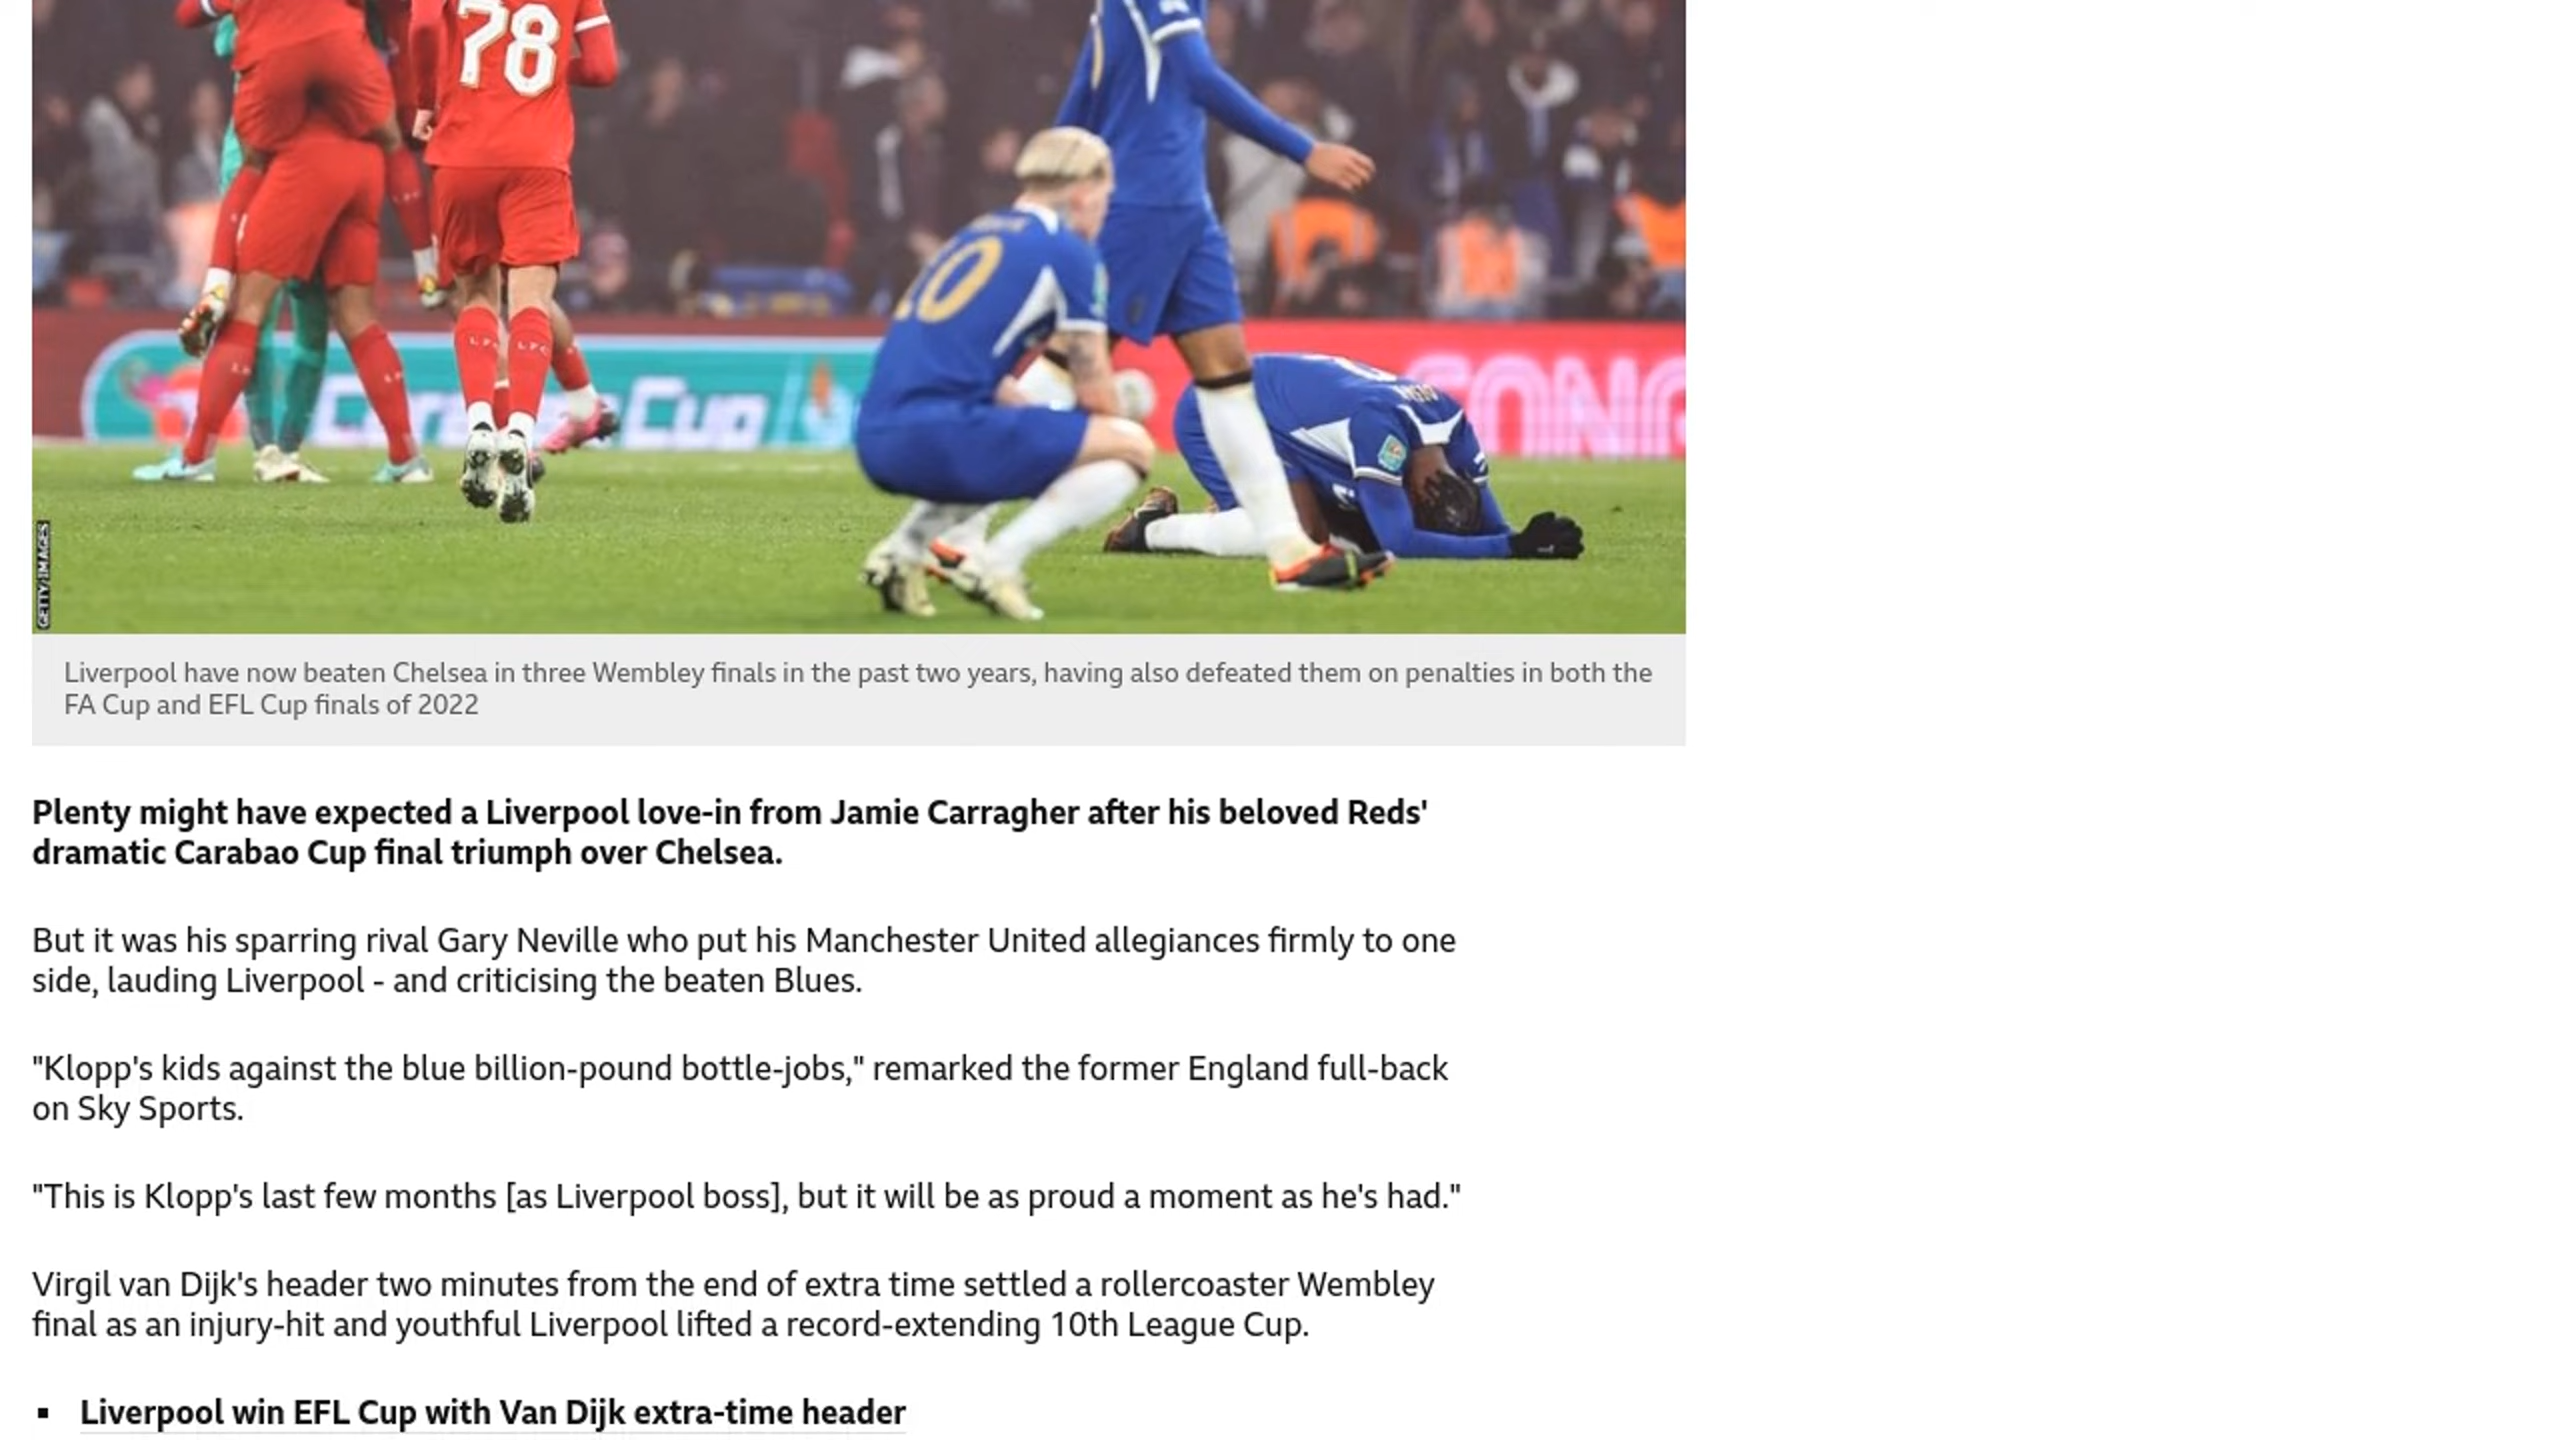 78
10
Carabao Cup
CONG
GETTY IMAGES
Liverpool have now beaten Chelsea in three Wembley finals in the past two years, having also defeated them on penalties in both the
FA Cup and EFL Cup finals of 2022
Plenty might have expected a Liverpool love-in from Jamie Carragher after his beloved Reds'
dramatic Carabao Cup final triumph over Chelsea.
But it was his sparring rival Gary Neville who put his Manchester United allegiances firmly to one
side, lauding Liverpool - and criticising the beaten Blues.
"Klopp's kids against the blue billion-pound bottle-jobs," remarked the former England full-back
on Sky Sports.
"This is Klopp's last few months [as Liverpool boss], but it will be as proud a moment as he's had."
Virgil van Dijk's header two minutes from the end of extra time settled a rollercoaster Wembley
final as an injury-hit and youthful Liverpool lifted a record-extending 10th League Cup.
▪ Liverpool win EFL Cup with Van Dijk extra-time header